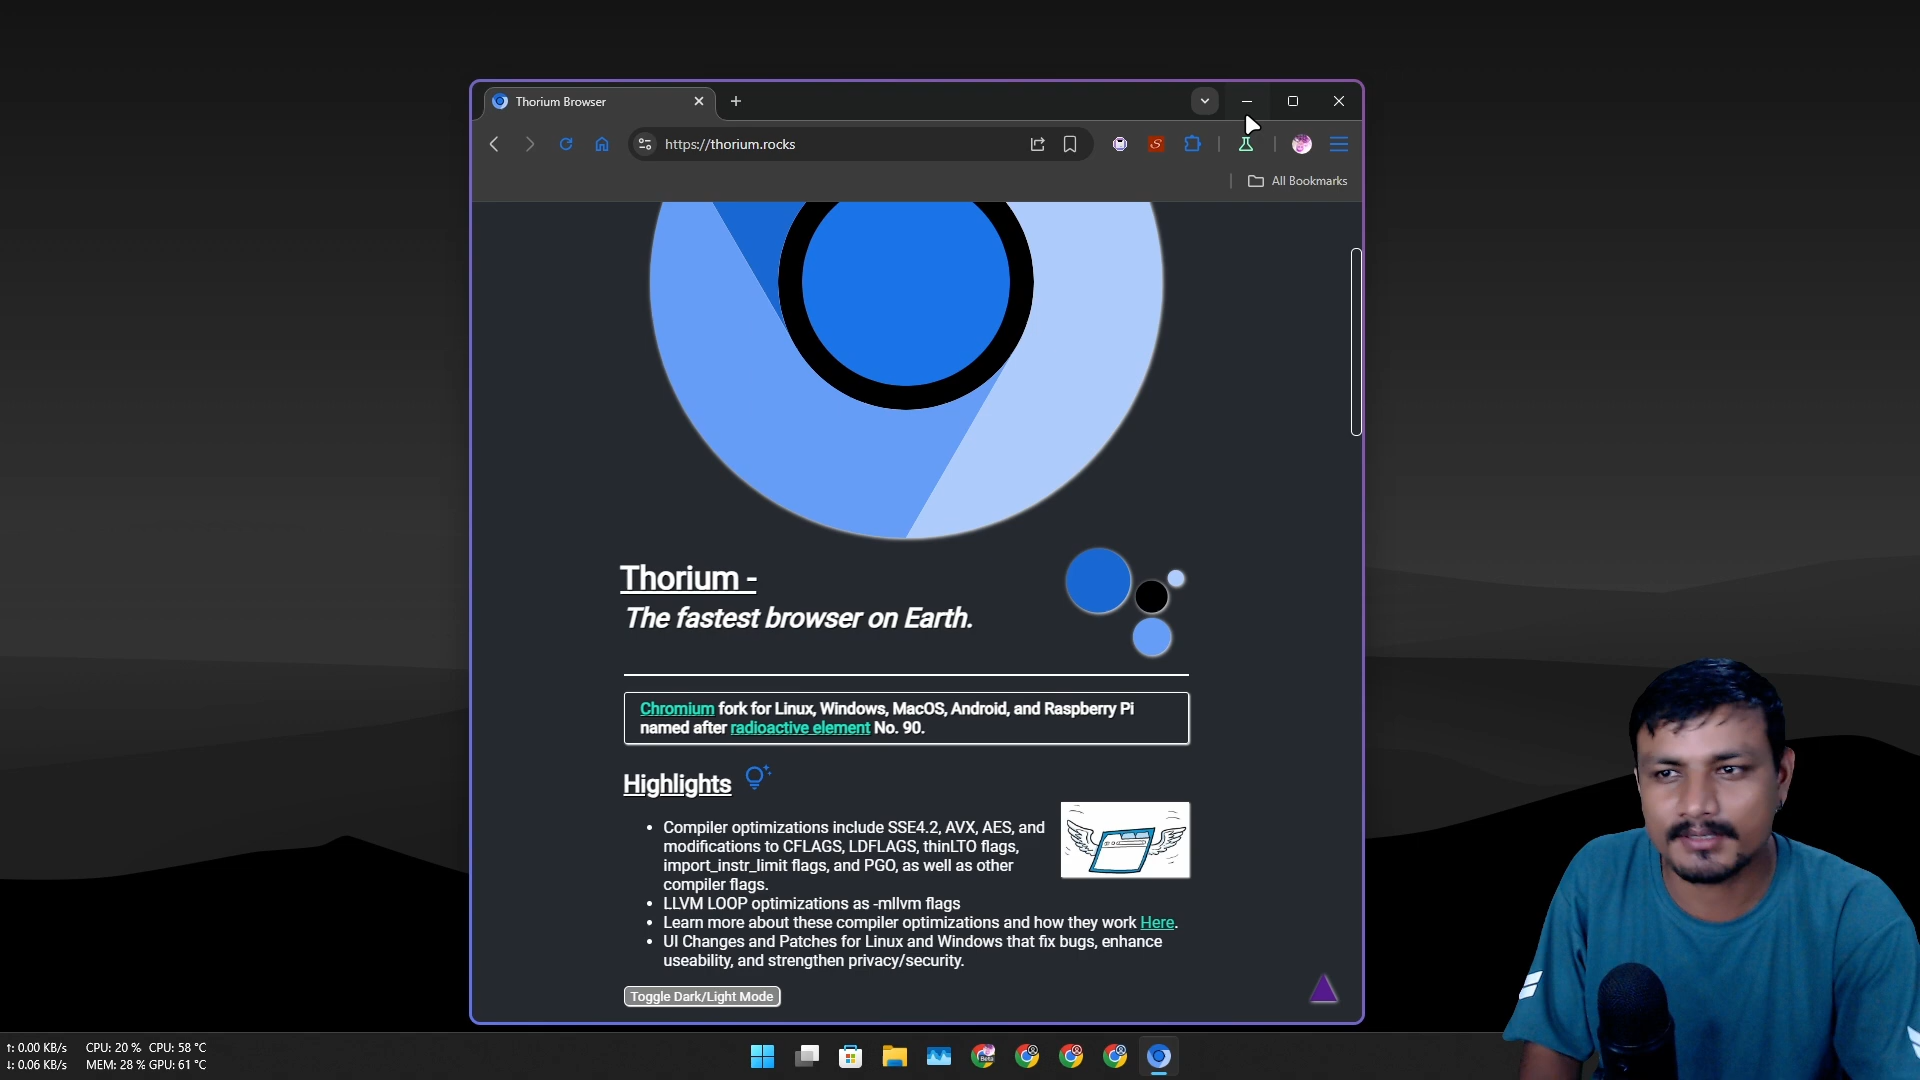 Thorium Browser
https://thorium.rocks
All Bookmarks
Thorium -
The fastest browser on Earth.
Chromium fork for Linux, Windows, MacOS, Android, and Raspberry Pi
named after radioactive element No. 90.
Highlights
• Compiler optimizations include SSE4.2, AVX, AES, and
modifications to CFLAGS, LDFLAGS, thinLTO flags,
import_instr_limit flags, and PGO, as well as other
compiler flags.
• LLVM LOOP optimizations as -mllvm flags
• Learn more about these compiler optimizations and how they work Here.
• UI Changes and Patches for Linux and Windows that fix bugs, enhance
useability, and strengthen privacy/security.
Toggle Dark/Light Mode
↑: 0.00 KB/s CPU: 20 % CPU: 58 °C
↓: 0.06 KB/s MEM: 28 % GPU: 61 °C
Beta